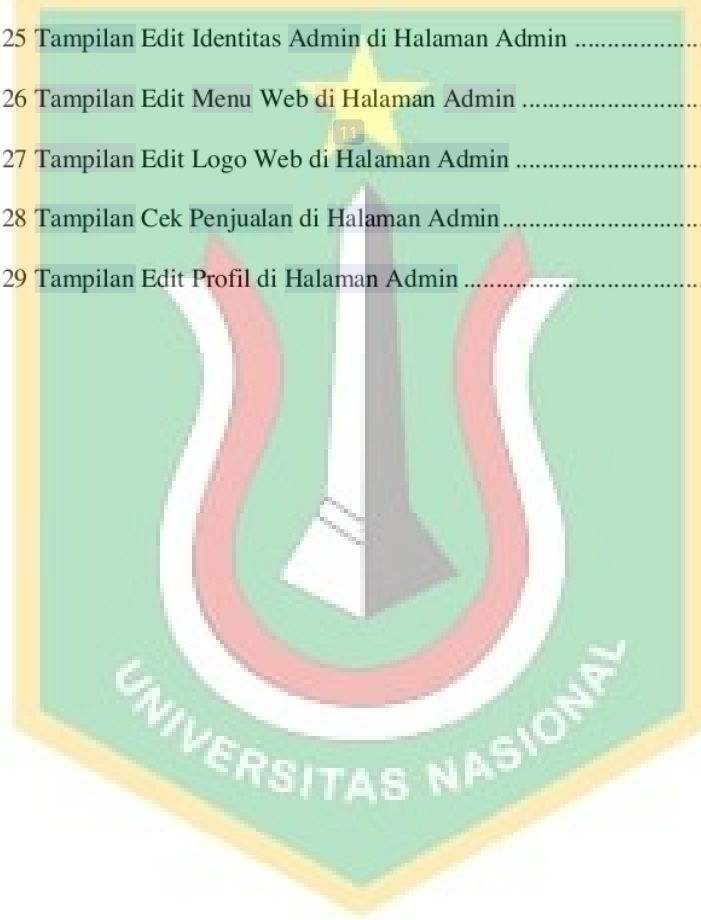 25 Tampilan Edit Identitas Admin di Halaman Admin ....................
26 Tampilan Edit Menu Web di Halaman Admin ............................
11
27 Tampilan Edit Logo Web di Halaman Admin .............................
28 Tampilan Cek Penjualan di Halaman Admin...............................
29 Tampilan Edit Profil di Halaman Admin .....................................
UNIVERSITAS NASIONAL